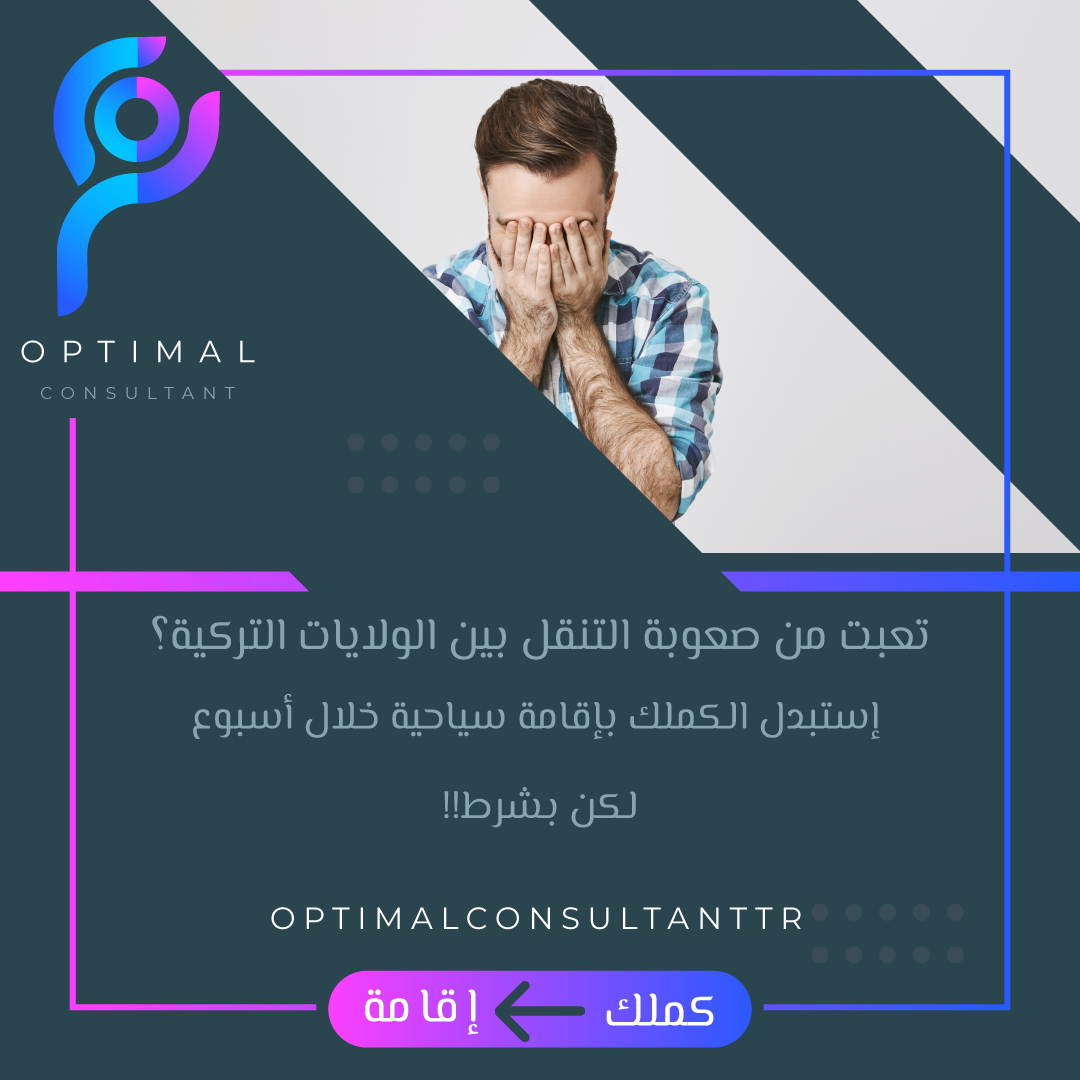 OPTIMAL
CONSULTANT
تعبت من صعوبة التنقل بين الولايات التركية؟
إستبدل الكملك بإقامة سياحية خلال أسبوع
لكن بشرط!!
OPTIMALCONSULTANTTR
كملك ← إقامة